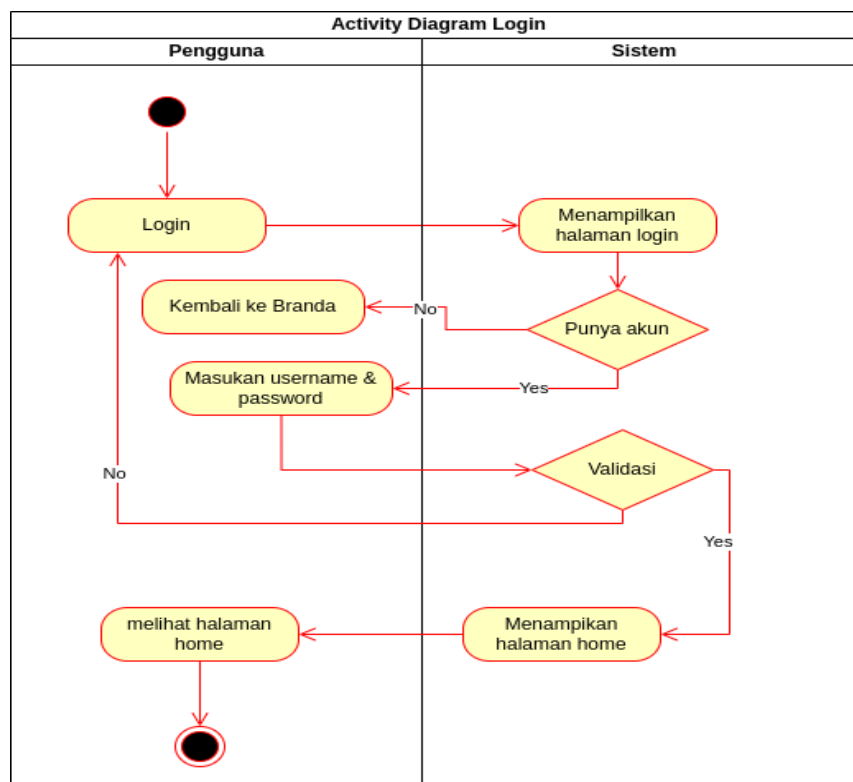 Activity Diagram Login
Pengguna
Sistem
Login
Menampilkan
halaman login
Kembali ke Branda
No
Punya akun
Masukan username &
password
Yes
Validasi
No
Yes
melihat halaman
home
Menampikan
halaman home